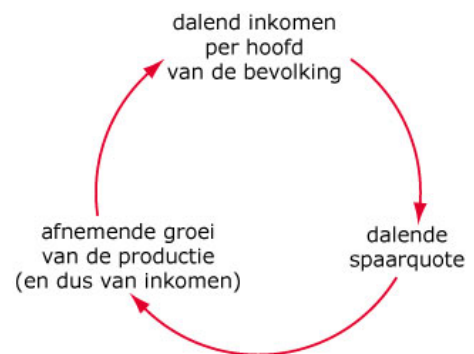 dalend inkomen
per hoofd
van de bevolking
dalende
spaarquote
afnemende groei
van de productie
(en dus van inkomen)